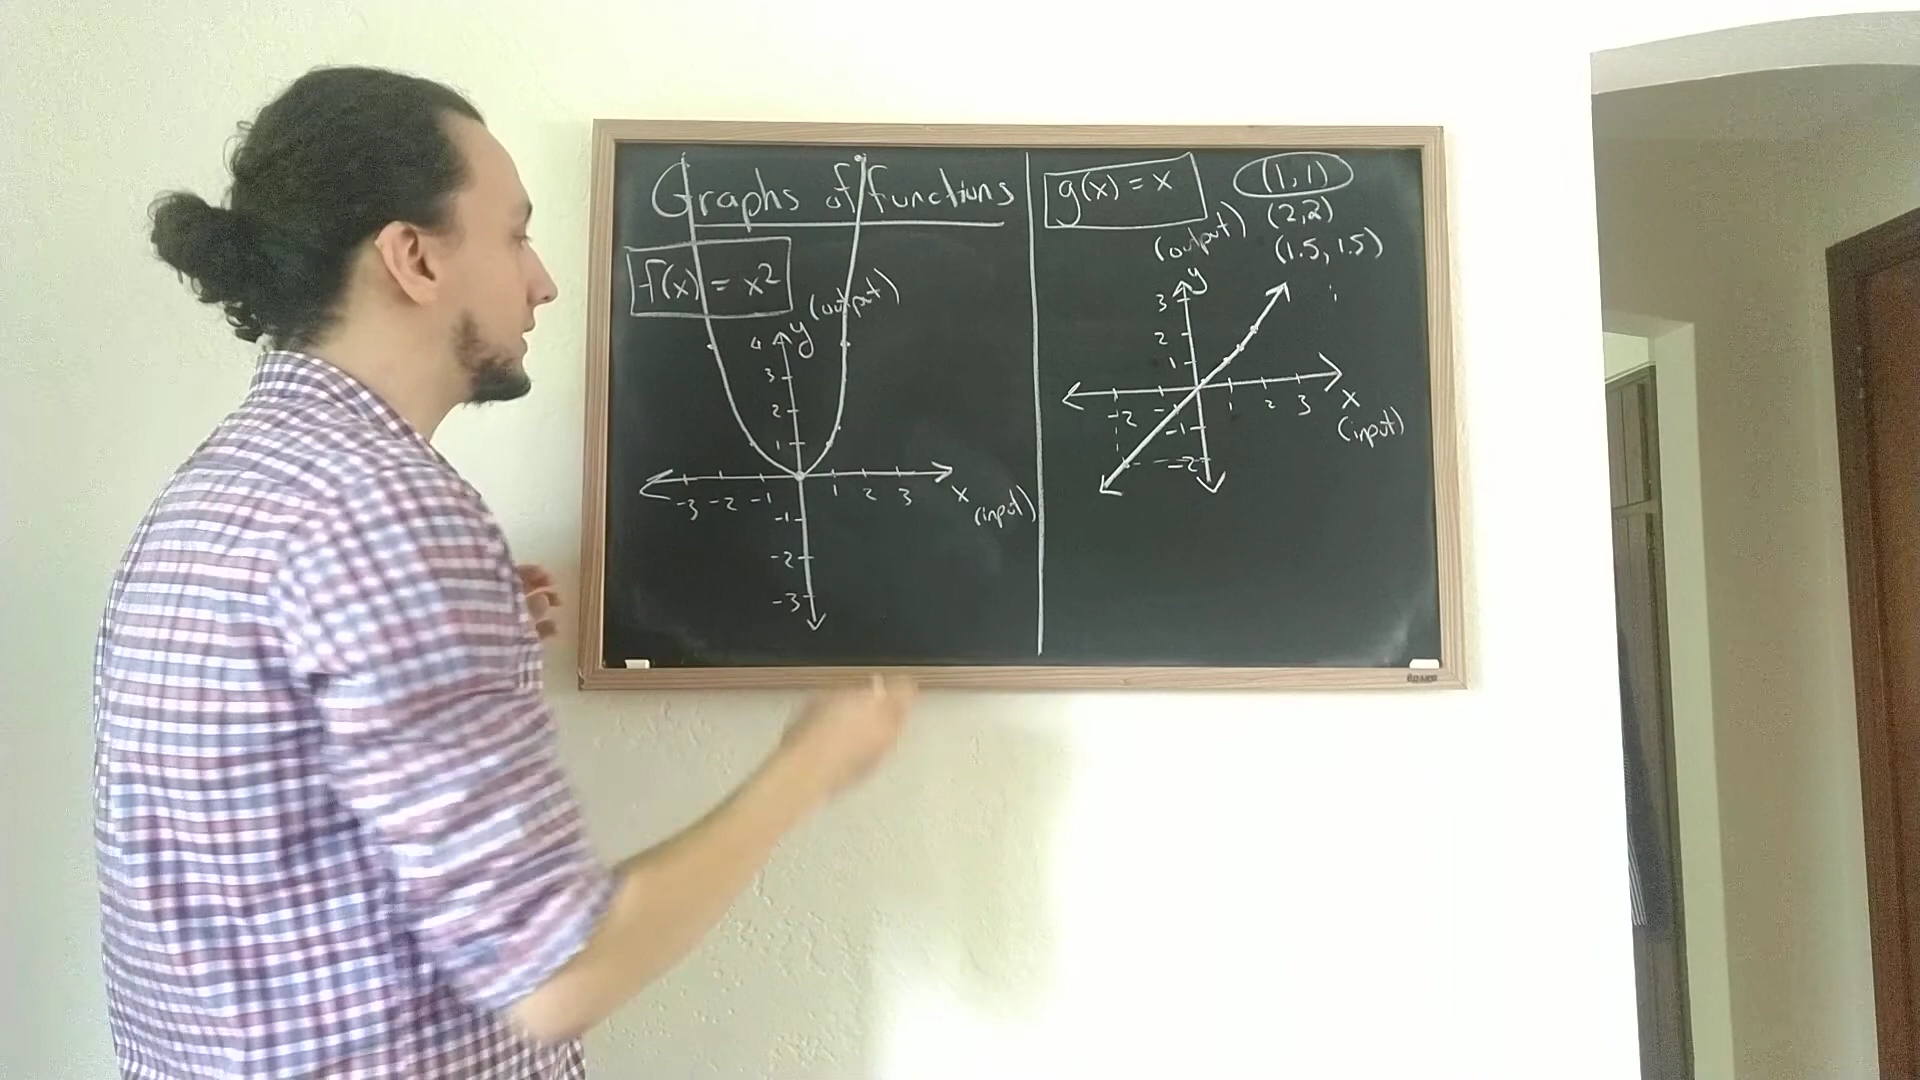 Graphs of functions
f(x) = x²
y (output)
4
3
2
1
-3 -2 -1 1 2 3 x
(input)
-1
-2
-3
g(x) = x
(1,1)
(2,2)
(1.5, 1.5)
(output)
y
3
2
1
-2 - 1 2 3 x
(input)
-1
-2